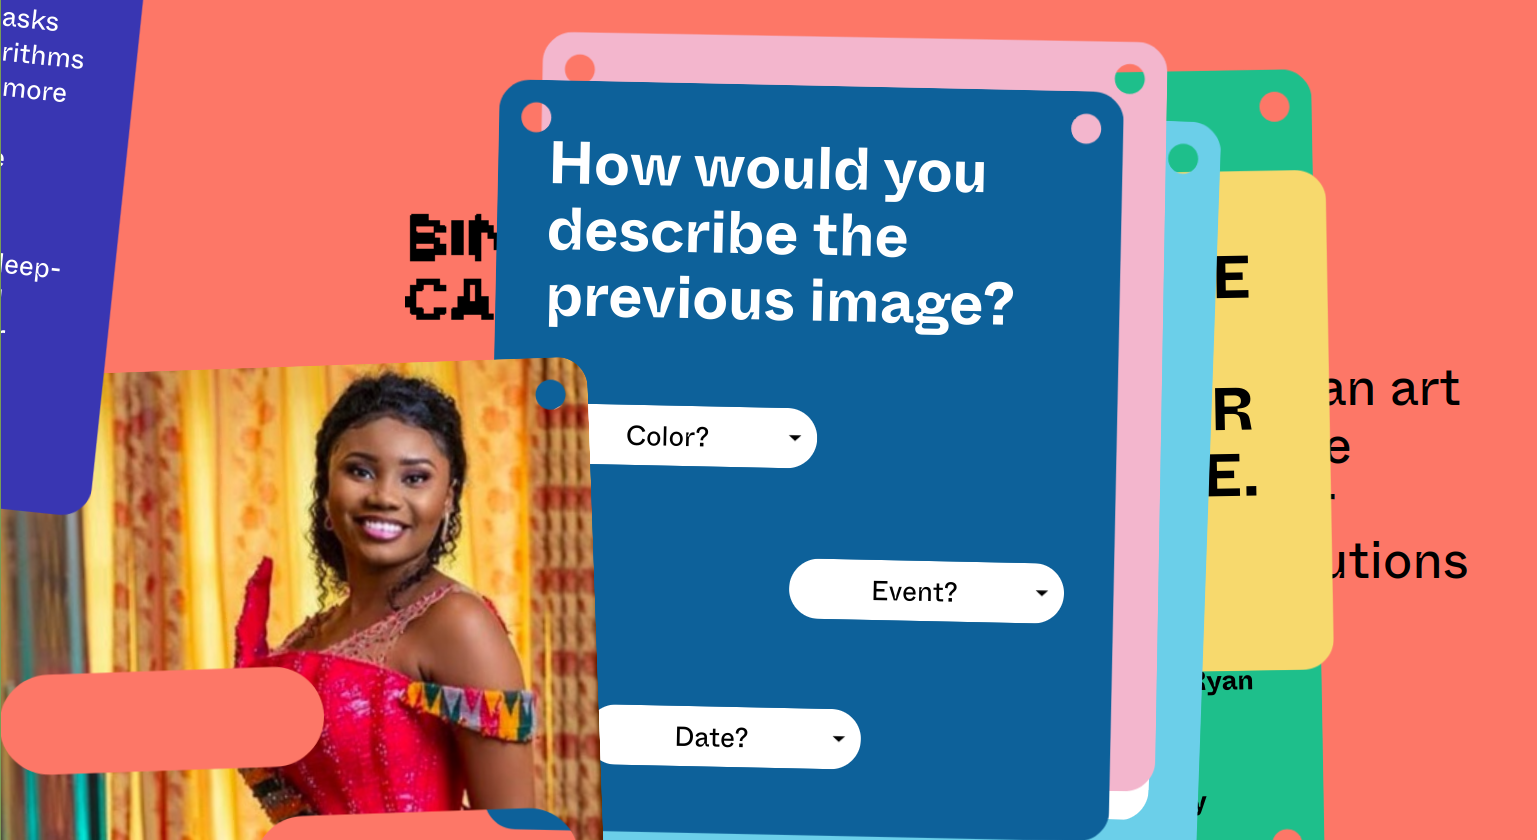 asks
rithms
more
leep-
BIN
CA
How would you
describe the
previous image?
Color?
Event?
Date?
E
R
E.
an art
e
utions
Ryan
y